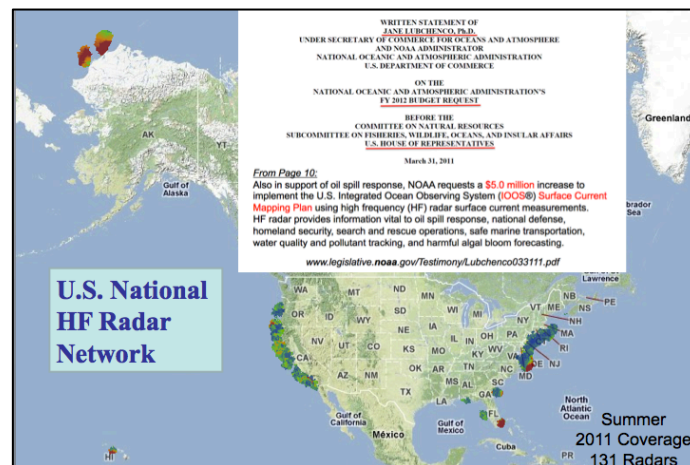 WRITTEN STATEMENT OF
JANE LUBCHENCO, Ph.D.
UNDER SECRETARY OF COMMERCE FOR OCEANS AND ATMOSPHERE
AND NOAA ADMINISTRATOR
NATIONAL OCEANIC AND ATMOSPHERIC ADMINISTRATION
U.S. DEPARTMENT OF COMMERCE
ON THE
NATIONAL OCEANIC AND ATMOSPHERIC ADMINISTRATION'S
FY 2012 BUDGET REQUEST
BEFORE THE
COMMITTEE ON NATURAL RESOURCES
SUBCOMMITTEE ON FISHERIES, WILDLIFE, OCEANS, AND INSULAR AFFAIRS
U.S. HOUSE OF REPRESENTATIVES
March 31, 2011
From Page 10:
Also in support of oil spill response, NOAA requests a $5.0 million increase to
implement the U.S. Integrated Ocean Observing System (IOOS®) Surface Current
Mapping Plan using high frequency (HF) radar surface current measurements.
HF radar provides information vital to oil spill response, national defense,
homeland security, search and rescue operations, safe marine transportation,
water quality and pollutant tracking, and harmful algal bloom forecasting.
www.legislative.noaa.gov/Testimony/Lubchenco033111.pdf
Greenland
AK
YT
Gulf of
Alaska
brador
Sea
U.S. National
HF Radar
Network
of
Lawrence
WA
MT
ND
MN
NB
PE
OR
ID
WY
SD
WI
MI
VT
ME
NS
NH
NE
IA
IL
IN
OH
PA
MA
NV
UT
CO
KS
MO
KY
WV
VA
RI
CA
OK
AR
TN
NC
DE
NJ
AZ
NM
MS
AL
SC
MD
TX
LA
GA
FL
Gulf of
California
Gulf of
Mexico
México
Cuba
North
Atlantic
Ocean
HI
PR
Summer
2011 Coverage
131 Radars